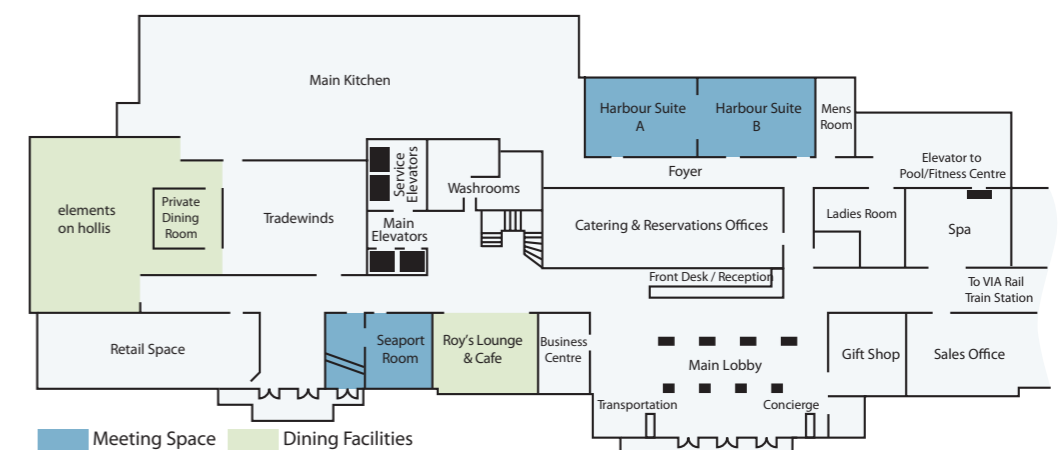 Main Kitchen
Harbour Suite
A
Harbour Suite
B
Mens
Room
Service
Elevators
Elevator to
Pool/Fitness Centre
Foyer
Washrooms
elements
on hollis
Private
Dining
Room
Tradewinds
Main
Elevators
Catering & Reservations Offices
Ladies Room
Spa
Front Desk / Reception
To VIA Rail
Train Station
Retail Space
Seaport
Room
Roy's Lounge
& Cafe
Business
Centre
Main Lobby
Gift Shop
Sales Office
Transportation
Concierge
Meeting Space
Dining Facilities